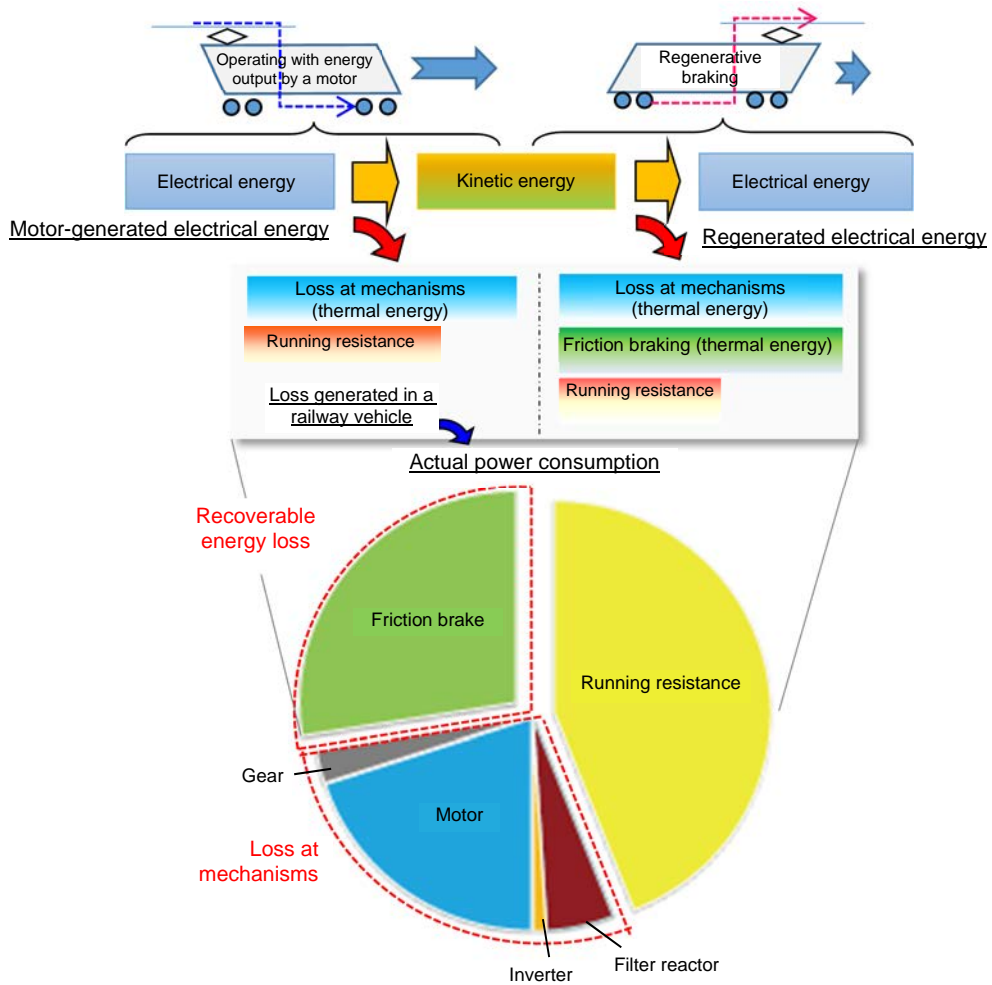 Operating with energy
output by a motor
Regenerative
braking
Electrical energy
Kinetic energy
Electrical energy
Motor-generated electrical energy
Regenerated electrical energy
Loss at mechanisms
(thermal energy)
Running resistance
Loss generated in a
railway vehicle
Loss at mechanisms
(thermal energy)
Friction braking (thermal energy)
Running resistance
Actual power consumption
Recoverable
energy loss
Friction brake
Running resistance
Gear
Motor
Loss at
mechanisms
Inverter
Filter reactor